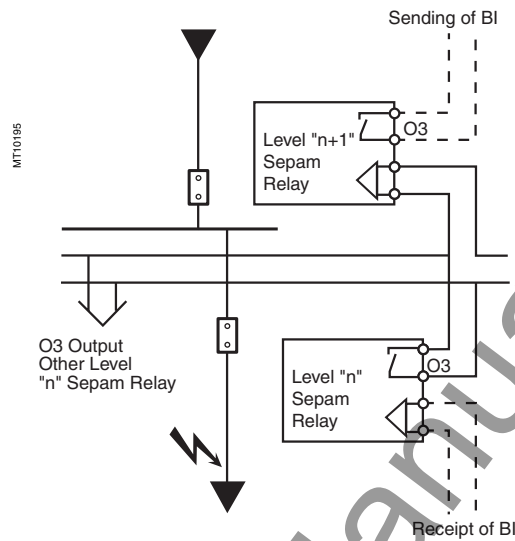 Sending of BI
MT10195
Level "n+1"
Sepam
Relay
O3
O3 Output
Other Level
"n" Sepam Relay
Level "n"
Sepam
Relay
O3
Receipt of BI